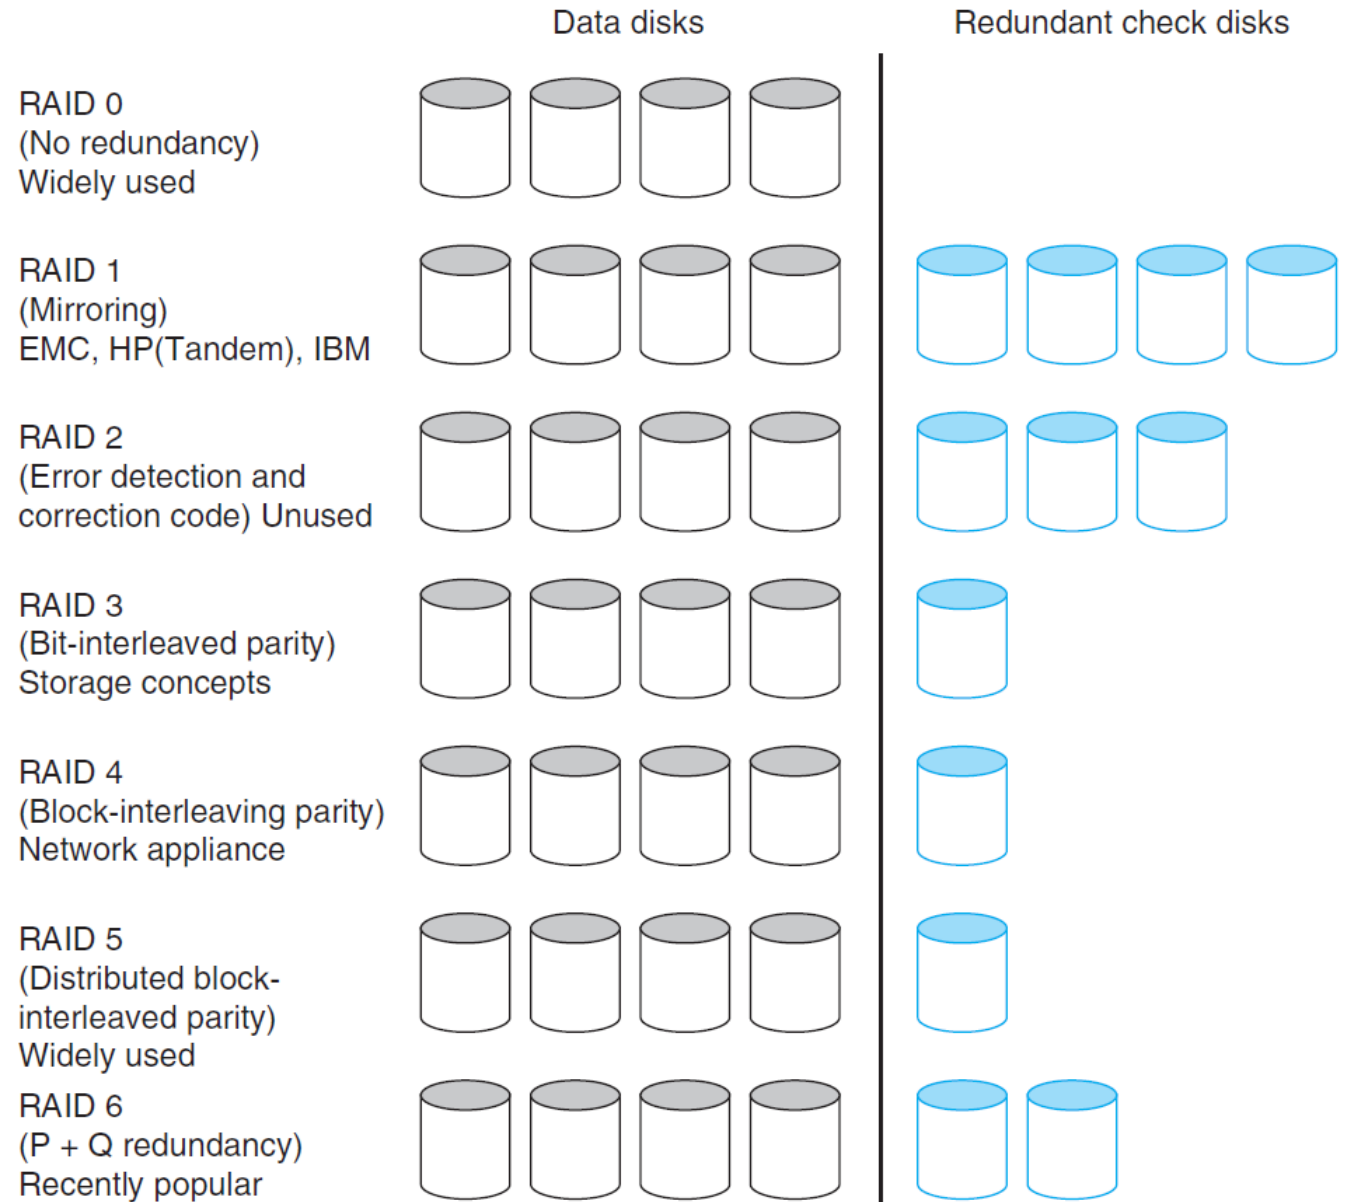 Data disks
Redundant check disks
RAID 0
(No redundancy)
Widely used
RAID 1
(Mirroring)
EMC, HP(Tandem), IBM
RAID 2
(Error detection and
correction code) Unused
RAID 3
(Bit-interleaved parity)
Storage concepts
RAID 4
(Block-interleaving parity)
Network appliance
RAID 5
(Distributed block-
interleaved parity)
Widely used
RAID 6
(P + Q redundancy)
Recently popular